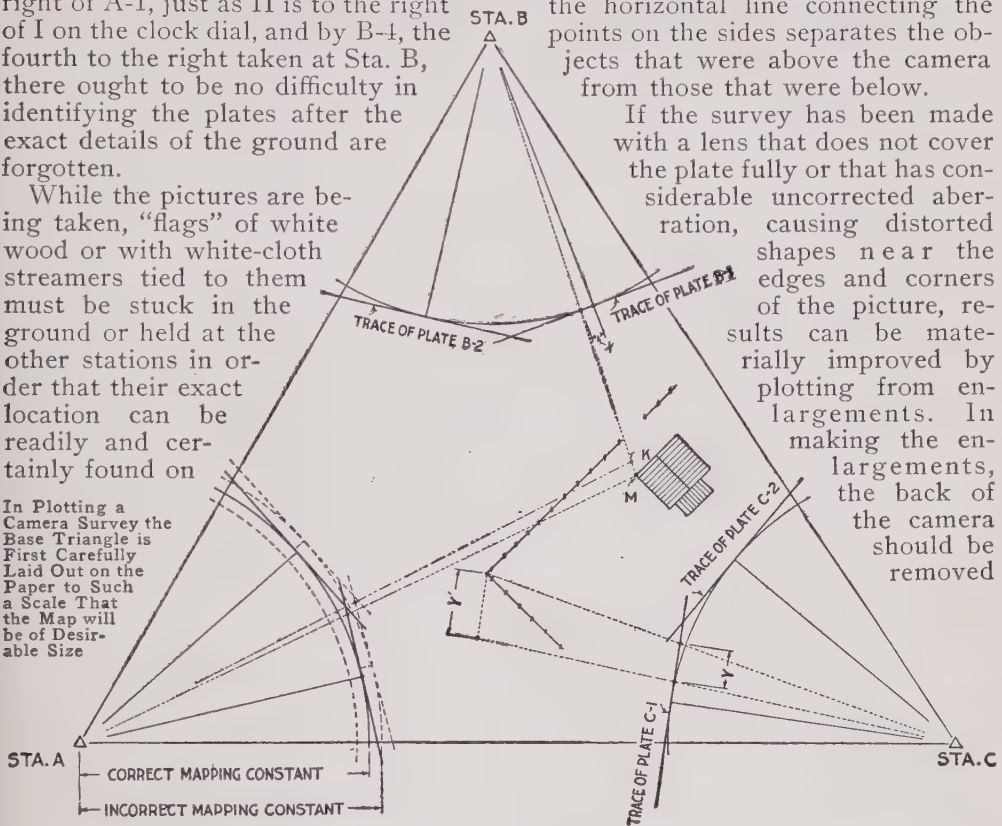 right of A-1, just as II is to the right
of I on the clock dial, and by B-4, the
fourth to the right taken at Sta. B,
there ought to be no difficulty in
identifying the plates after the
exact details of the ground are
forgotten.
While the pictures are be-
ing taken, "flags" of white
wood or with white-cloth
streamers tied to them
must be stuck in the
ground or held at the
other stations in or-
der that their exact
location can be
readily and cer-
tainly found on
In Plotting a
Camera Survey the
Base Triangle is
First Carefully
Laid Out on the
Paper to Such
a Scale That
the Map will
be of Desir-
able Size
the horizontal line connecting the
points on the sides separates the ob-
jects that were above the camera
from those that were below.
If the survey has been made
with a lens that does not cover
the plate fully or that has con-
siderable uncorrected aber-
ration, causing distorted
shapes near the
edges and corners
of the picture, re-
sults can be mate-
rially improved by
plotting from en-
largements. In
making the en-
largements,
the back of
the camera
should be
removed
STA. B
TRACE OF PLATE B-2
TRACE OF PLATE
X
K
M
TRACE OF PLATE C-2
Y
Y
TRACE OF PLATE C-1
STA. A
STA. C
CORRECT MAPPING CONSTANT
INCORRECT MAPPING CONSTANT